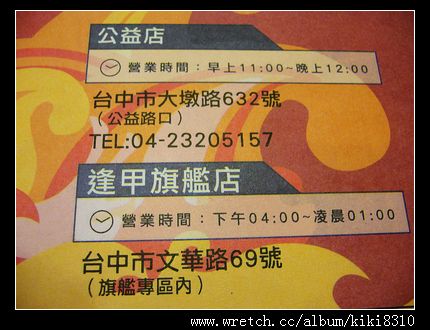 公益店
營業時間：早上11:00~晚上12:00
台中市大墩路632號
（公益路口）
TEL:04-23205157
逢甲旗艦店
營業時間：下午04:00~凌晨01:00
台中市文華路69號
（旗艦專區內）
www.wretch.cc/album/kiki8310